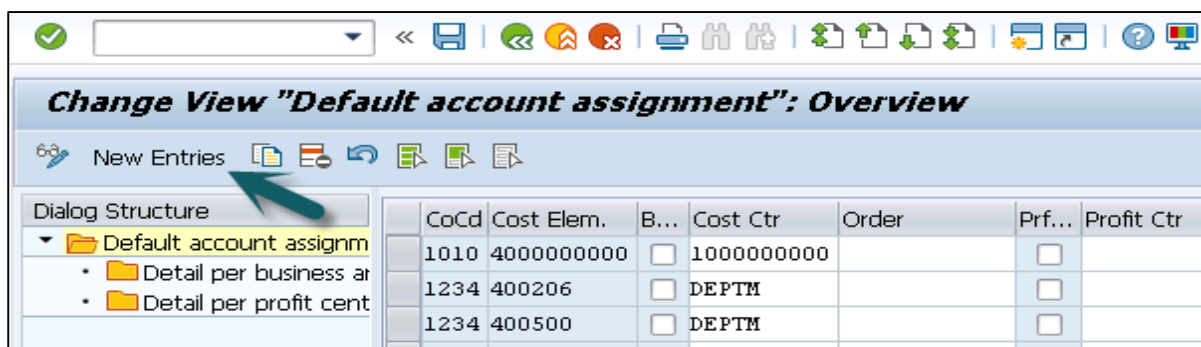 Change View "Default account assignment": Overview
New Entries
Dialog Structure
Default account assignm
Detail per business ar
Detail per profit cent
CoCd Cost Elem. B... Cost Ctr Order Prf... Profit Ctr
1010 4000000000 1000000000
1234 400206 DEPTM
1234 400500 DEPTM